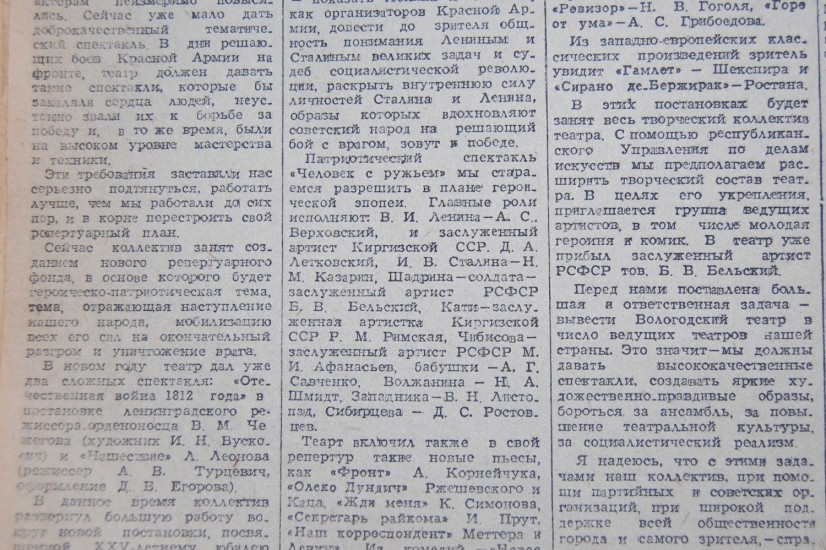 неизмеримо повыси-
лись. Сейчас уже мало дать
доброкачественный тематиче-
ский спектакль. В дни решаю-
щих боев Красной Армии на
фронте, театр должен давать
такие спектакли, которые бы
закаляли сердца людей, неус-
танно звали их к борьбе за
победу и, в то же время, были
на высоком уровне мастерства
и техники.
Эти требования заставили нас
серьезно подтянуться, работать
лучше, чем мы работали до сих
пор, и в корне перестроить свой
репертуарный план.
Сейчас коллектив занят соз-
данием нового репертуарного
фонда, в основе которого будет
героическо-патриотическая тема,
тема, отражающая наступление
нашего народа, мобилизацию
всех его сил на окончательный
разгром и уничтожение врага.
В новом году театр дал уже
два сложных спектакля: «Оте-
чественная война 1812 года» в
постановке ленинградского ре-
жиссера-орденоносца В. М. Че
жегова (художник И. Н. Вуско-
вич) и «Нашествие» Л. Леонова
(режиссер А. В. Турцевич,
оформление Д. В. Егорова).
В данное время коллектив
развернул большую работу во-
круг новой постановки, посвя-
щенной XXV-летнему юбилею
как организаторов Красной Ар-
мии, довести до зрителя общ-
ность понимания Лениным и
Сталиным великих задач и су-
деб социалистической револю-
ции, раскрыть внутреннюю силу
личностей Сталина и Ленина,
образы которых вдохновляют
советский народ на решающий
бой с врагом, зовут к победе.
Патриотический спектакль
«Человек с ружьем» мы стара-
емся разрешить в плане герои-
ческой эпопеи. Главные роли
исполняют: В. И. Ленина—А. С.
Верховский, и заслуженный
артист Киргизской ССР. Д. А.
Летковский, И. В. Сталина—Н.
М. Казарин, Шадрина—солдата—
заслуженный артист РСФСР
Б. В. Бельский, Кати—заслу-
женная артистка Киргизской
ССР Р. М. Римская, Чибисова—
заслуженный артист РСФСР М.
И. Афанасьев, бабушки —А. Г.
Савченко, Волжанина — Н. А.
Шмидт, Западника—В. Н. Листо-
пад, Сибирцева — Д. С. Ростов-
цев.
Теарт включил также в свой
репертур такие новые пьесы,
как «Фронт» А. Корнейчука,
«Олеко Дундич» Ржешевского и
Каца, «Жди меня» К. Симонова,
«Секретарь райкома» И. Прут,
«Наш корреспондент» Меттера и
«Ревизор»—Н. В. Гоголя, «Горе
от ума»—А. С. Грибоедова.
Из западно-европейских клас-
сических произведений зритель
увидит «Гамлет» — Шекспира и
«Сирано де-Бержирак»—Ростана.
В этих постановках будет
занят весь творческий коллектив
театра. С помощью республикан-
ского Управления по делам
искусств мы предполагаем рас-
ширить творческий состав теат-
ра. В целях его укрепления,
приглашается группа ведущих
артистов, в том числе молодая
героиня и комик. В театр уже
прибыл заслуженный артист
РСФСР тов. Б. В. Бельский.
Перед нами поставлена боль-
шая и ответственная задача —
вывести Вологодский театр в
число ведущих театров нашей
страны. Это значит—мы должны
давать высококачественные
спектакли, создавать яркие ху-
дожественно-правдивые образы,
бороться за ансамбль, за повы-
шение театральной культуры,
за социалистический реализм.
Я надеюсь, что с этими зада-
чами наш коллектив, при помо-
щи партийных и советских ор-
ганизаций, при широкой под-
держке всей общественности
города и самого зрителя,—спра-